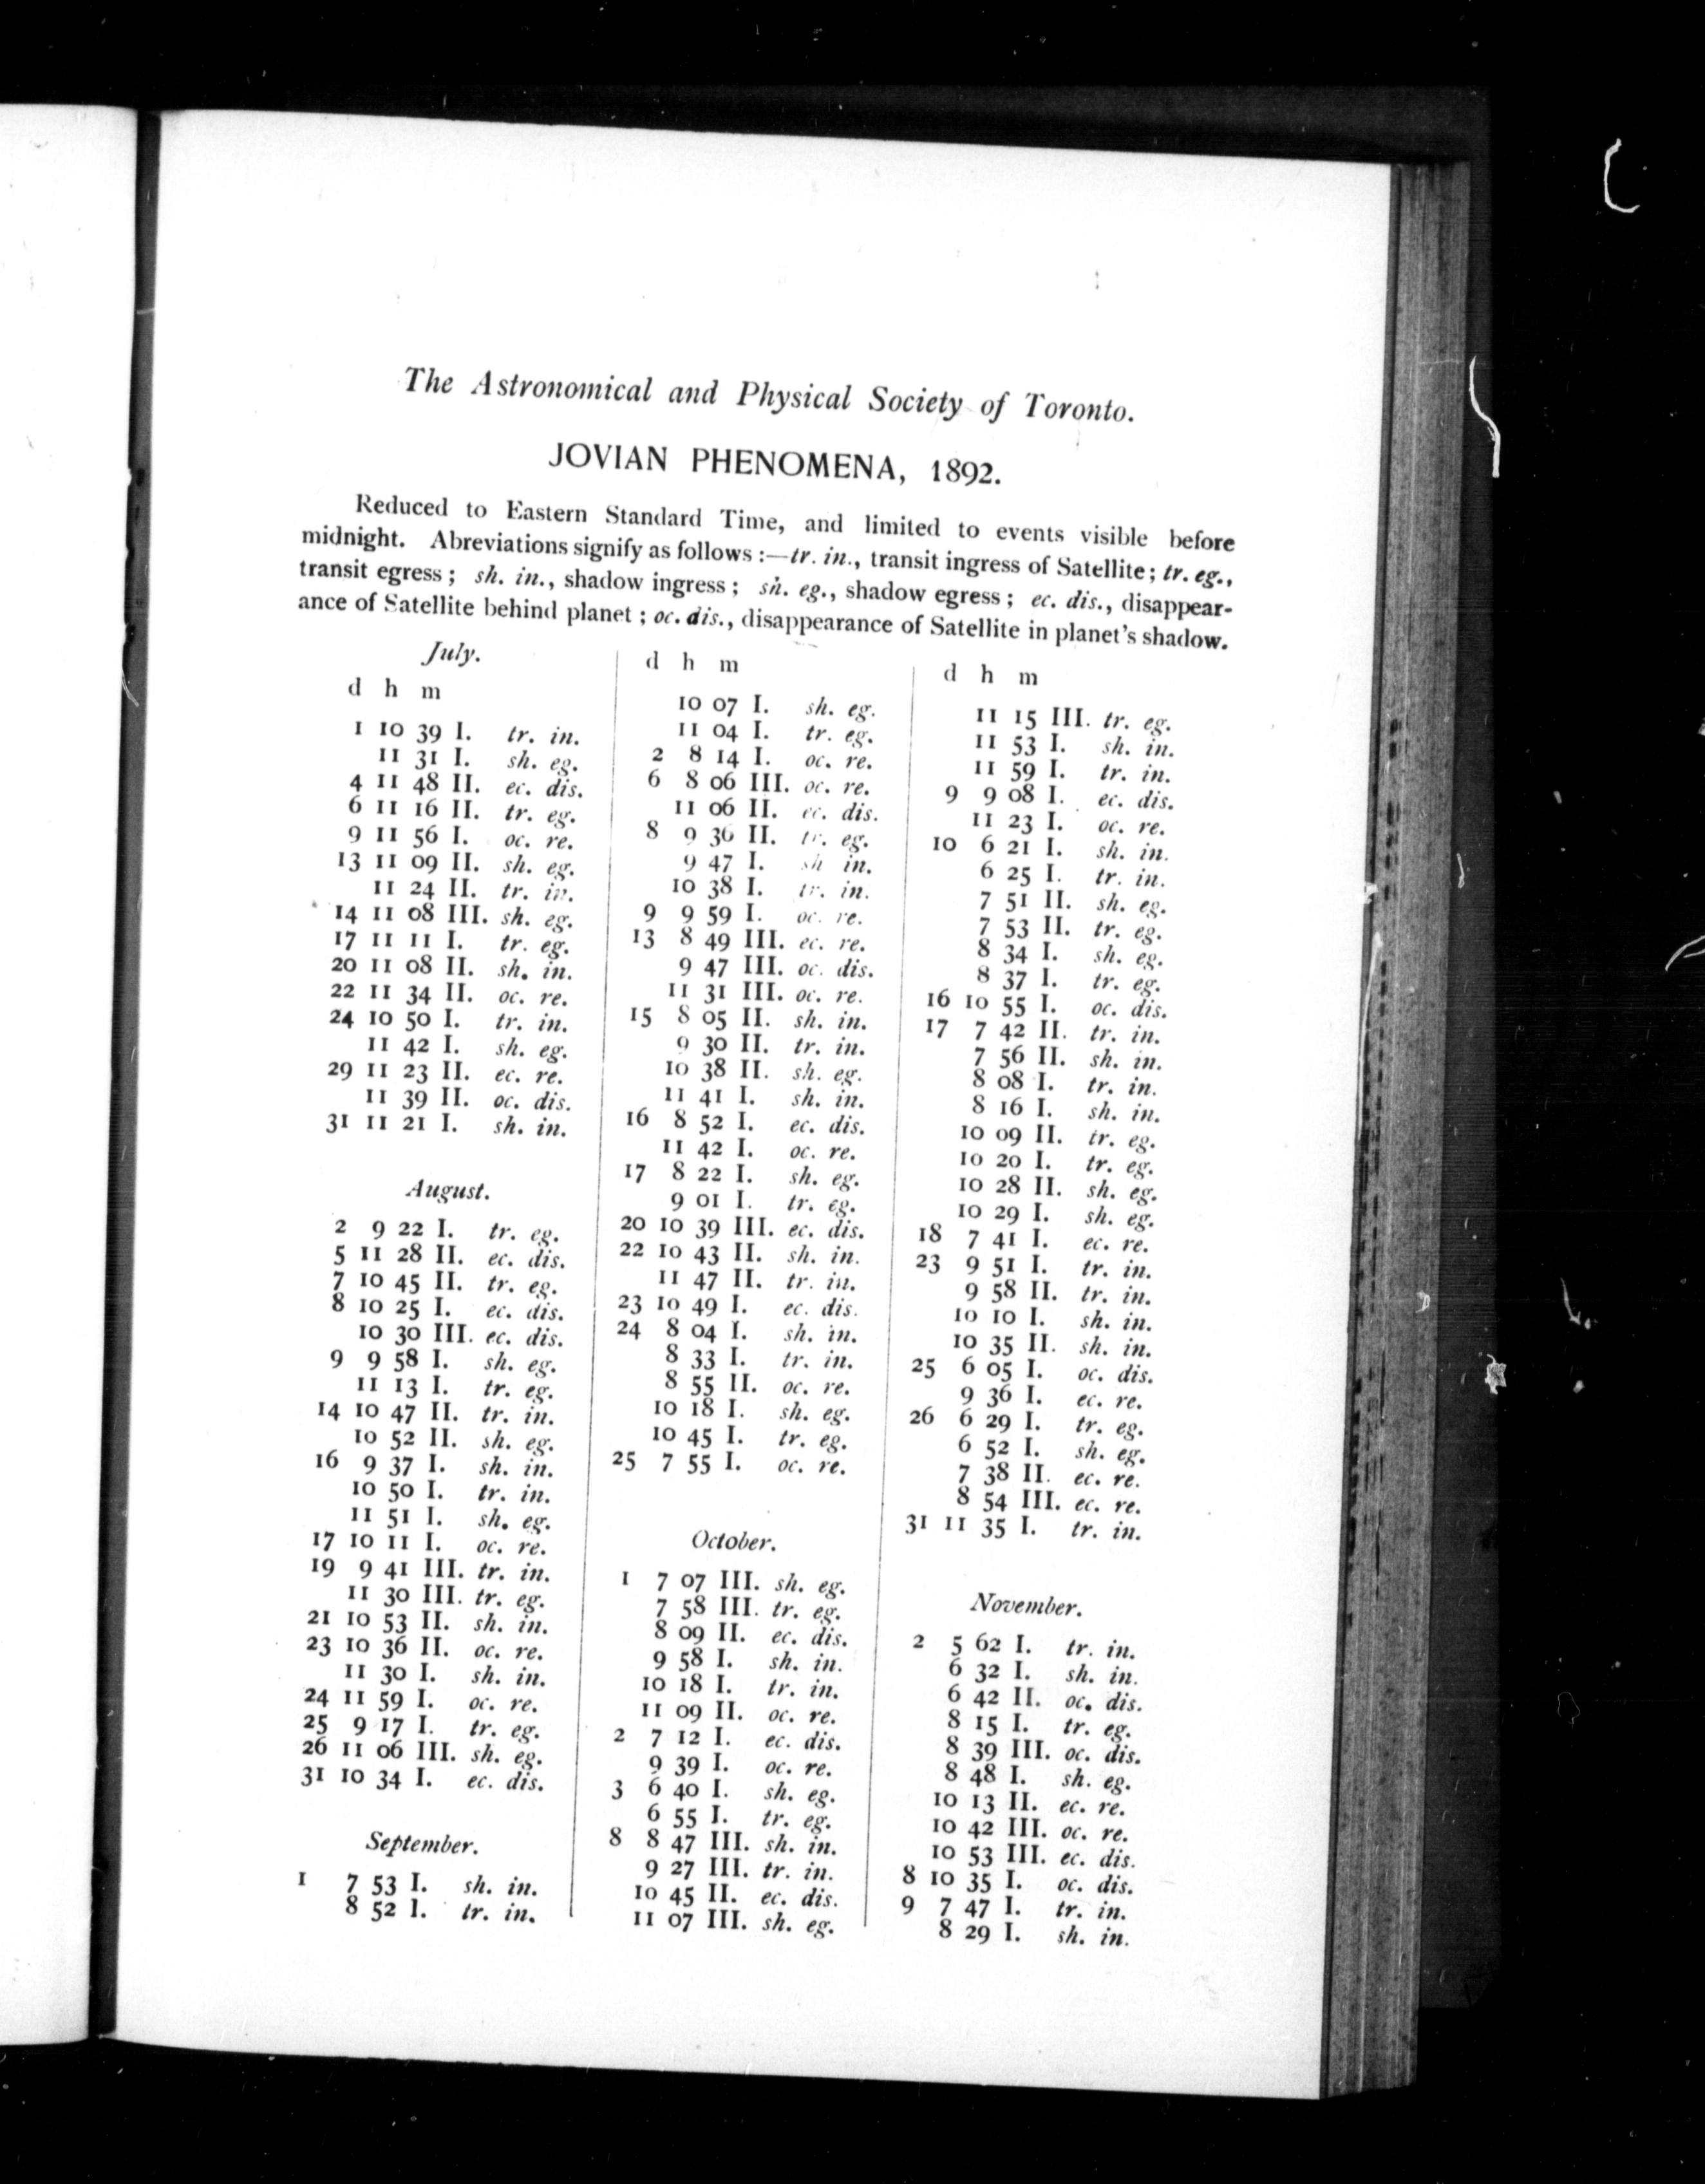 The Astronomical and Physical Society of Toronto.
JOVIAN PHENOMENA, 1892.
Reduced to Eastern Standard Time, and limited to events visible before
midnight. Abreviations signify as follows :—tr. in., transit ingress of Satellite; tr. eg.,
transit egress ; sh. in., shadow ingress ; sh. eg., shadow egress ; ec. dis., disappear-
ance of Satellite behind planet ; oc. dis., disappearance of Satellite in planet's shadow.
July.
d h m
1 10 39 I. tr. in.
11 31 I. sh. eg.
4 11 48 II. ec. dis.
6 11 16 II. tr. eg.
9 11 56 I. oc. re.
13 11 09 II. sh. eg.
11 24 II. tr. in.
14 11 08 III. sh. eg.
17 11 11 I. tr. eg.
20 11 08 II. sh. in.
22 11 34 II. oc. re.
24 10 50 I. tr. in.
11 42 I. sh. eg.
29 11 23 II. ec. re.
11 39 II. oc. dis.
31 11 21 I. sh. in.
August.
2 9 22 I. tr. eg.
5 11 28 II. ec. dis.
7 10 45 II. tr. eg.
8 10 25 I. ec. dis.
10 30 III. ec. dis.
9 9 58 I. sh. eg.
11 13 I. tr. eg.
14 10 47 II. tr. in.
10 52 II. sh. eg.
16 9 37 I. sh. in.
10 50 I. tr. in.
11 51 I. sh. eg.
17 10 11 I. oc. re.
19 9 41 III. tr. in.
11 30 III. tr. eg.
21 10 53 II. sh. in.
23 10 36 II. oc. re.
11 30 I. sh. in.
24 11 59 I. oc. re.
25 9 17 I. tr. eg.
26 11 06 III. sh. eg.
31 10 34 I. ec. dis.
September.
1 7 53 I. sh. in.
8 52 I. tr. in.
d h m
10 07 I. sh. eg.
11 04 I. tr. eg.
2 8 14 I. oc. re.
6 8 06 III. oc. re.
11 06 II. ec. dis.
8 9 36 II. tr. eg.
9 47 I. sh in.
10 38 I. tr. in.
9 9 59 I. oc. re.
13 8 49 III. ec. re.
9 47 III. oc. dis.
11 31 III. oc. re.
15 8 05 II. sh. in.
9 30 II. tr. in.
10 38 II. sh. eg.
11 41 I. sh. in.
16 8 52 I. ec. dis.
11 42 I. oc. re.
17 8 22 I. sh. eg.
9 01 I. tr. eg.
20 10 39 III. ec. dis.
22 10 43 II. sh. in.
11 47 II. tr. in.
23 10 49 I. ec. dis.
24 8 04 I. sh. in.
8 33 I. tr. in.
8 55 II. oc. re.
10 18 I. sh. eg.
10 45 I. tr. eg.
25 7 55 I. oc. re.
October.
1 7 07 III. sh. eg.
7 58 III. tr. eg.
8 09 II. ec. dis.
9 58 I. sh. in.
10 18 I. tr. in.
11 09 II. oc. re.
2 7 12 I. ec. dis.
9 39 I. oc. re.
3 6 40 I. sh. eg.
6 55 I. tr. eg.
8 8 47 III. sh. in.
9 27 III. tr. in.
10 45 II. ec. dis.
11 07 III. sh. eg.
d h m
11 15 III. tr. eg.
11 53 I. sh. in.
11 59 I. tr. in.
9 9 08 I. ec. dis.
11 23 I. oc. re.
10 6 21 I. sh. in.
6 25 I. tr. in.
7 51 II. sh. eg.
7 53 II. tr. eg.
8 34 I. sh. eg.
8 37 I. tr. eg.
16 10 55 I. oc. dis.
17 7 42 II. tr. in.
7 56 II. sh. in.
8 08 I. tr. in.
8 16 I. sh. in.
10 09 II. tr. eg.
10 20 I. tr. eg.
10 28 II. sh. eg.
10 29 I. sh. eg.
18 7 41 I. ec. re.
23 9 51 I. tr. in.
9 58 II. tr. in.
10 10 I. sh. in.
10 35 II. sh. in.
25 6 05 I. oc. dis.
9 36 I. ec. re.
26 6 29 I. tr. eg.
6 52 I. sh. eg.
7 38 II. ec. re.
8 54 III. ec. re.
31 11 35 I. tr. in.
November.
2 5 62 I. tr. in.
6 32 I. sh. in.
6 42 II. oc. dis.
8 15 I. tr. eg.
8 39 III. oc. dis.
8 48 I. sh. eg.
10 13 II. ec. re.
10 42 III. oc. re.
10 53 III. ec. dis.
8 10 35 I. oc. dis.
9 7 47 I. tr. in.
8 29 I. sh. in.